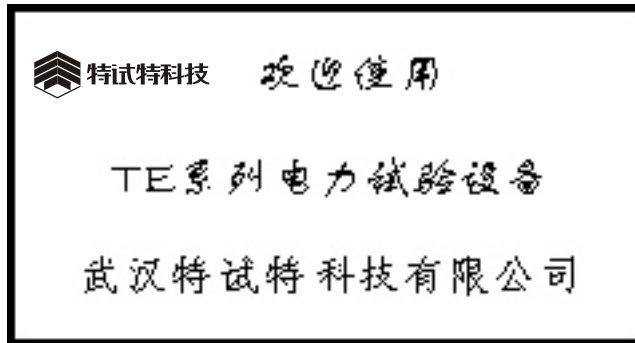 特试特科技 欢迎使用
TE系列电力试验设备
武汉特试特科技有限公司